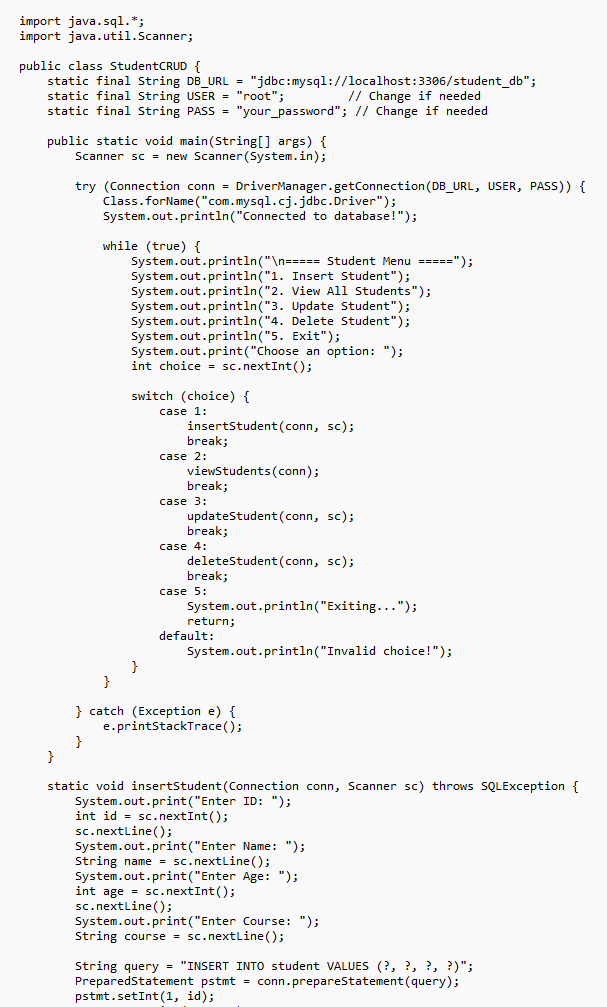 import java.sql.*;
import java.util.Scanner;

public class StudentCRUD {
    static final String DB_URL = "jdbc:mysql://localhost:3306/student_db";
    static final String USER = "root";         // Change if needed
    static final String PASS = "your_password"; // Change if needed

    public static void main(String[] args) {
        Scanner sc = new Scanner(System.in);

        try (Connection conn = DriverManager.getConnection(DB_URL, USER, PASS)) {
            Class.forName("com.mysql.cj.jdbc.Driver");
            System.out.println("Connected to database!");

            while (true) {
                System.out.println("\n===== Student Menu =====");
                System.out.println("1. Insert Student");
                System.out.println("2. View All Students");
                System.out.println("3. Update Student");
                System.out.println("4. Delete Student");
                System.out.println("5. Exit");
                System.out.print("Choose an option: ");
                int choice = sc.nextInt();

                switch (choice) {
                    case 1:
                        insertStudent(conn, sc);
                        break;
                    case 2:
                        viewStudents(conn);
                        break;
                    case 3:
                        updateStudent(conn, sc);
                        break;
                    case 4:
                        deleteStudent(conn, sc);
                        break;
                    case 5:
                        System.out.println("Exiting...");
                        return;
                    default:
                        System.out.println("Invalid choice!");
                }
            }

        } catch (Exception e) {
            e.printStackTrace();
        }
    }

    static void insertStudent(Connection conn, Scanner sc) throws SQLException {
        System.out.print("Enter ID: ");
        int id = sc.nextInt();
        sc.nextLine();
        System.out.print("Enter Name: ");
        String name = sc.nextLine();
        System.out.print("Enter Age: ");
        int age = sc.nextInt();
        sc.nextLine();
        System.out.print("Enter Course: ");
        String course = sc.nextLine();

        String query = "INSERT INTO student VALUES (?, ?, ?, ?)";
        PreparedStatement pstmt = conn.prepareStatement(query);
        pstmt.setInt(1, id);